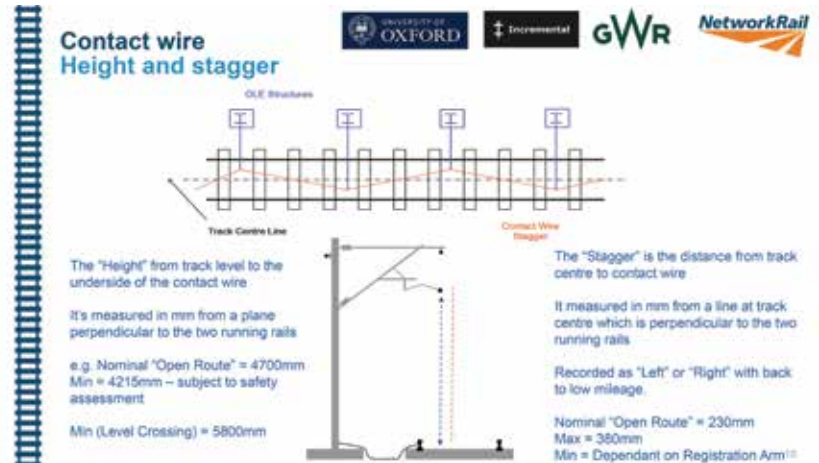 Contact wire
Height and stagger
UNIVERSITY OF
OXFORD
Incremental
GWR
NetworkRail
OLE Structures
Track Centre Line
Contact Wire
Stagger
The "Height" from track level to the
underside of the contact wire
It's measured in mm from a plane
perpendicular to the two running rails
e.g. Nominal "Open Route" = 4700mm
Min = 4215mm – subject to safety
assessment
Min (Level Crossing) = 5800mm
The "Stagger" is the distance from track
centre to contact wire
It measured in mm from a line at track
centre which is perpendicular to the two
running rails
Recorded as "Left" or "Right" with back
to low mileage.
Nominal "Open Route" = 230mm
Max = 380mm
Min = Dependant on Registration Arm